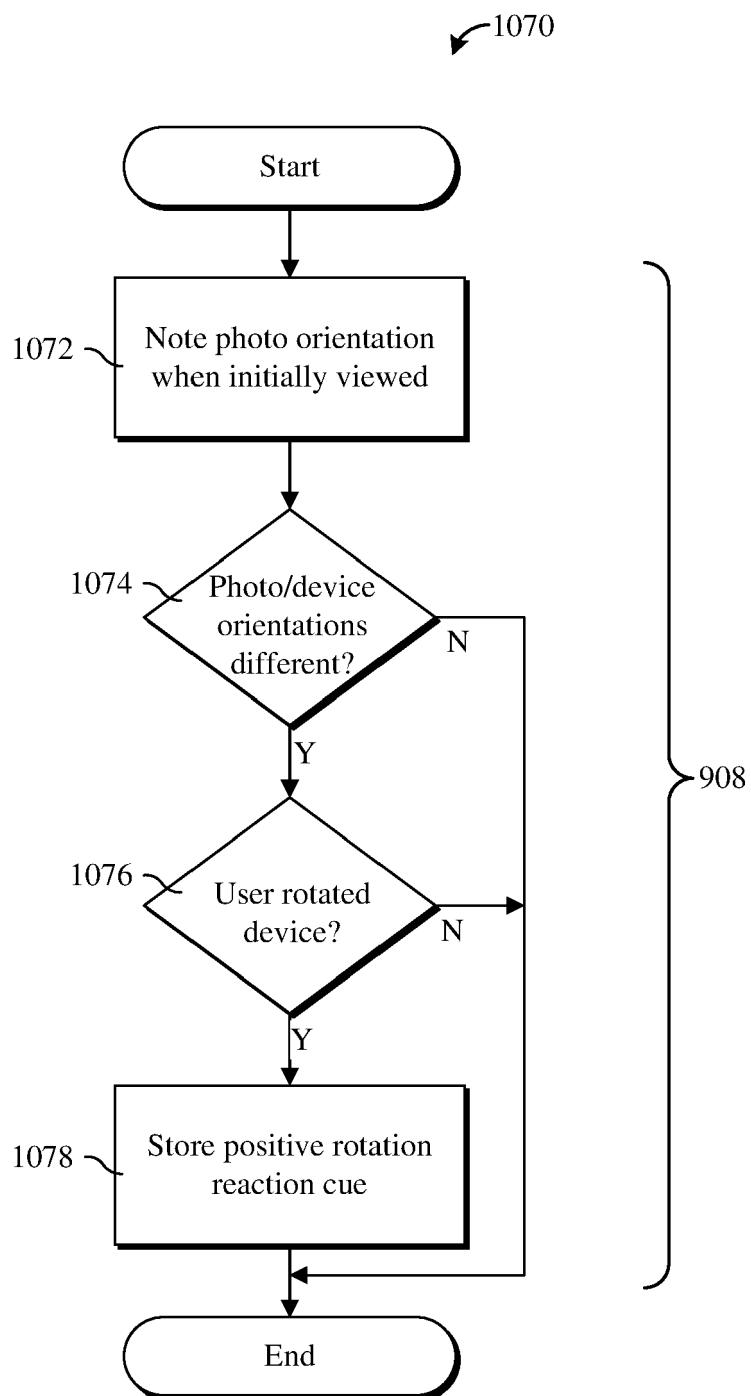 1070
Start
1072
Note photo orientation
when initially viewed
1074
Photo/device
orientations
different?
N
Y
908
1076
User rotated
device?
N
Y
1078
Store positive rotation
reaction cue
End